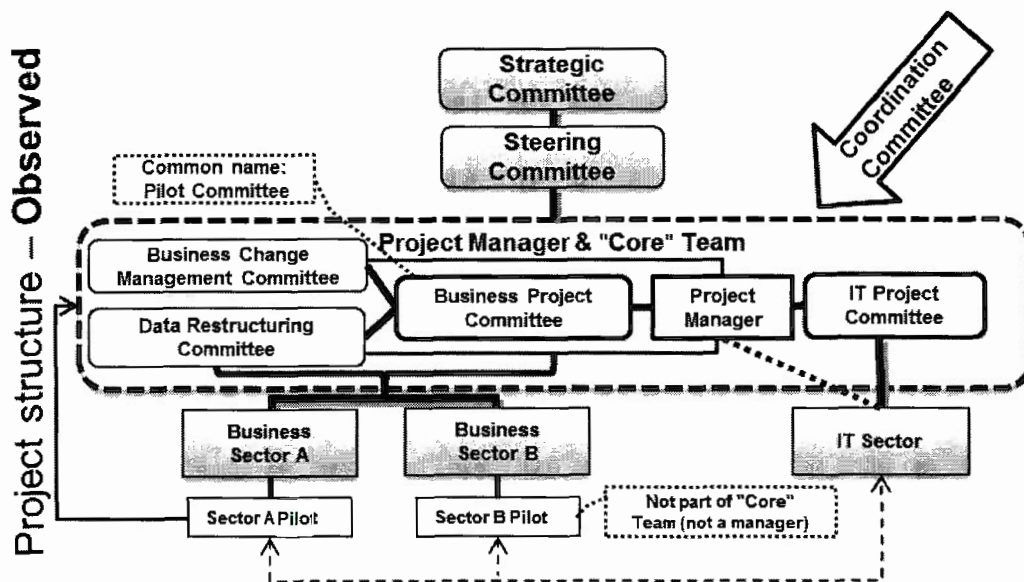 Project structure – Observed
Strategic
Committee
Steering
Committee
Coordination
Committee
Common name:
Pilot Committee
Project Manager & "Core" Team
Business Change
Management Committee
Data Restructuring
Committee
Business Project
Committee
Project
Manager
IT Project
Committee
Business
Sector A
Business
Sector B
IT Sector
Sector A Pilot
Sector B Pilot
Not part of "Core"
Team (not a manager)